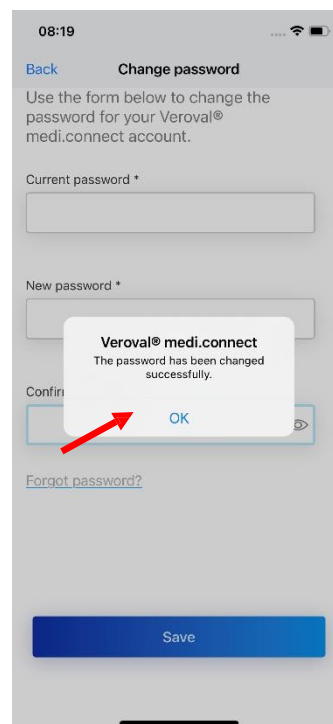 08:19
Back Change password
Use the form below to change the
password for your Veroval®
medi.connect account.
Current password *
New password *
Veroval® medi.connect
The password has been changed
successfully.
OK
Forgot password?
Save